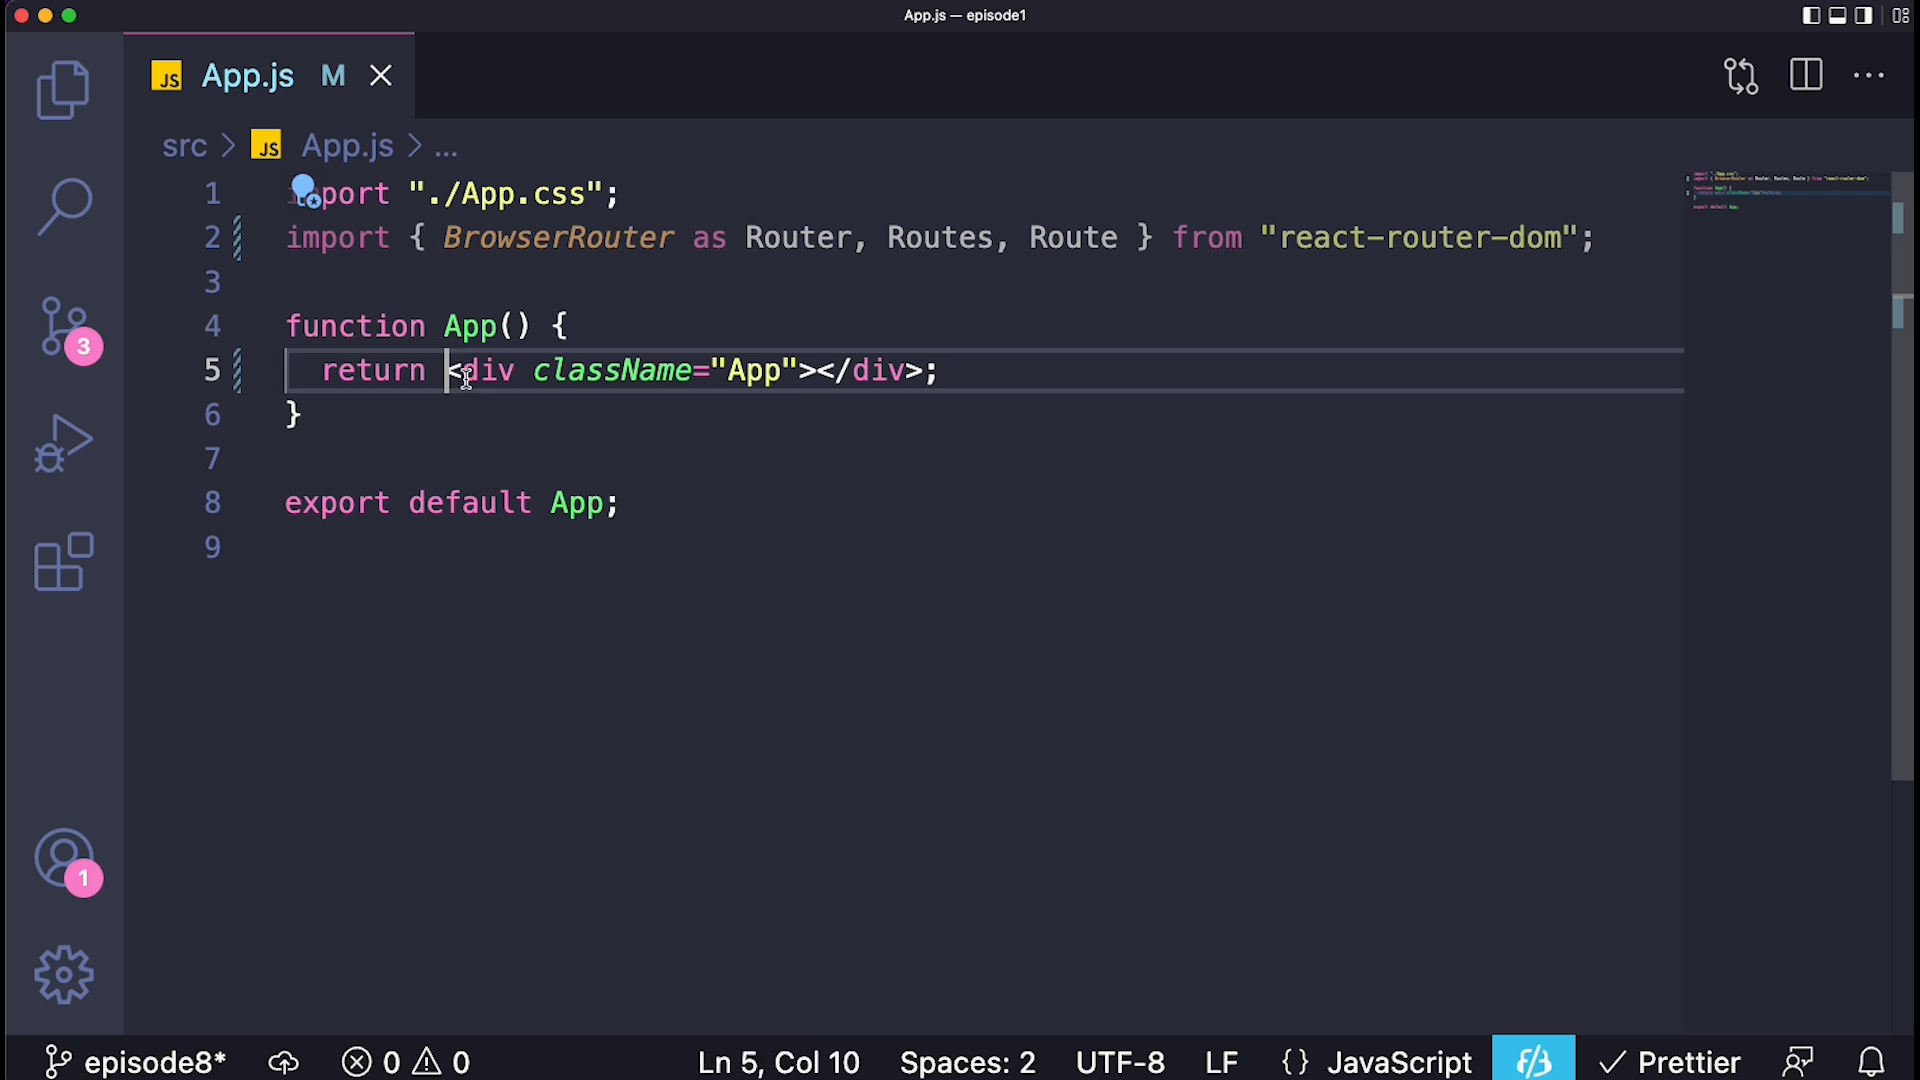 App.js — episode1
JS App.js M
src > JS App.js > ...
1 import "./App.css";
2 import { BrowserRouter as Router, Routes, Route } from "react-router-dom";
3
4 function App() {
5 return <div className="App"></div>;
6 }
7
8 export default App;
9
3
1
episode8* 0 0 Ln 5, Col 10 Spaces: 2 UTF-8 LF {} JavaScript Prettier